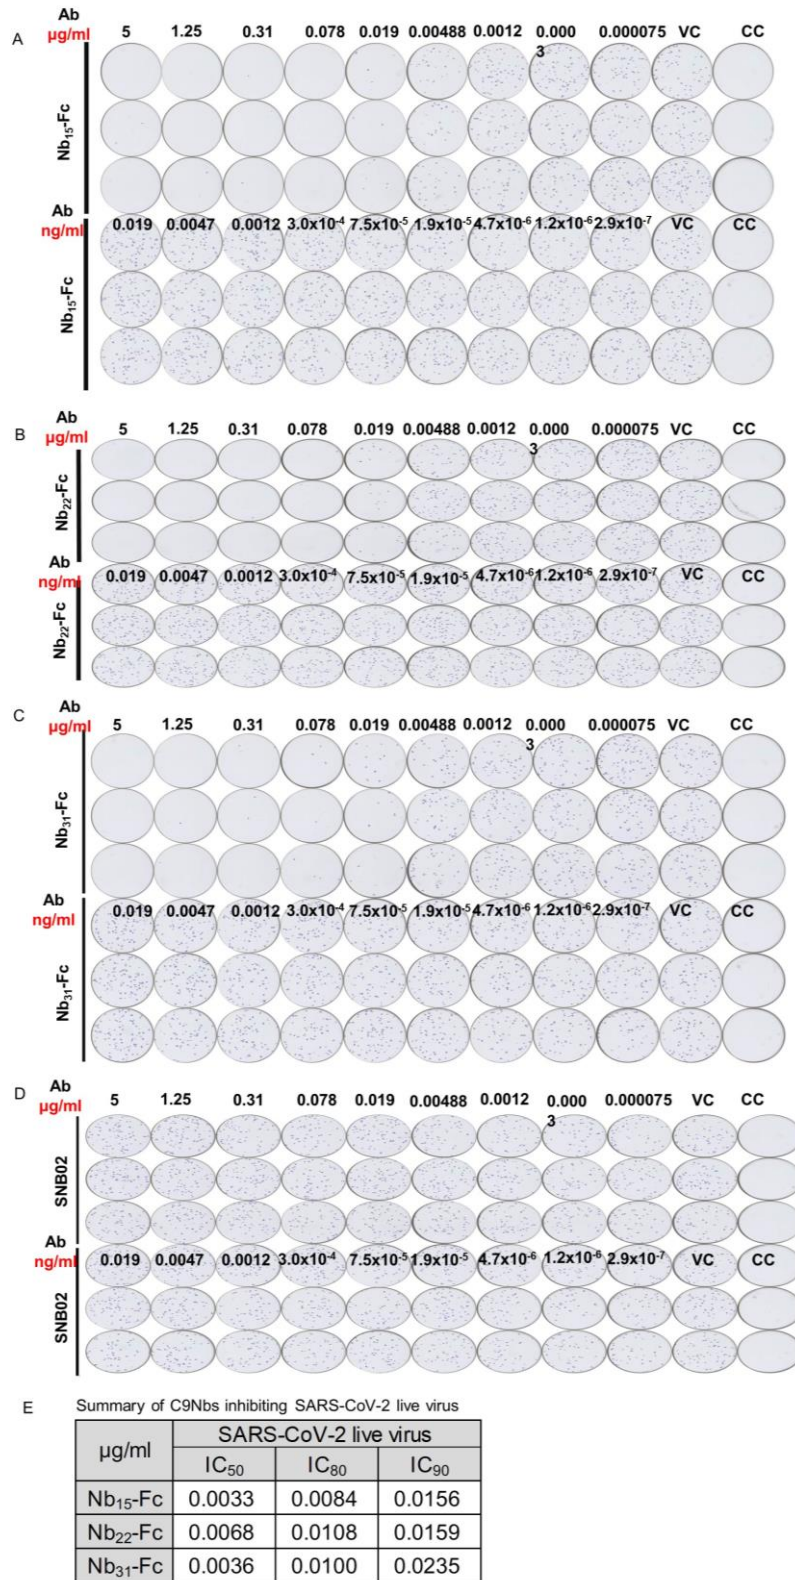 A
Ab
µg/ml 5 1.25 0.31 0.078 0.019 0.00488 0.0012 0.000 0.000075 VC CC
3
Nb15-Fc
Ab
ng/ml 0.019 0.0047 0.0012 3.0x10-4 7.5x10-5 1.9x10-5 4.7x10-6 1.2x10-6 2.9x10-7 VC CC
Nb15-Fc
B
Ab
µg/ml 5 1.25 0.31 0.078 0.019 0.00488 0.0012 0.000 0.000075 VC CC
3
Nb22-Fc
Ab
ng/ml 0.019 0.0047 0.0012 3.0x10-4 7.5x10-5 1.9x10-5 4.7x10-6 1.2x10-6 2.9x10-7 VC CC
Nb22-Fc
C
Ab
µg/ml 5 1.25 0.31 0.078 0.019 0.00488 0.0012 0.000 0.000075 VC CC
3
Nb31-Fc
Ab
ng/ml 0.019 0.0047 0.0012 3.0x10-4 7.5x10-5 1.9x10-5 4.7x10-6 1.2x10-6 2.9x10-7 VC CC
Nb31-Fc
D
Ab
µg/ml 5 1.25 0.31 0.078 0.019 0.00488 0.0012 0.000 0.000075 VC CC
3
SNB02
Ab
ng/ml 0.019 0.0047 0.0012 3.0x10-4 7.5x10-5 1.9x10-5 4.7x10-6 1.2x10-6 2.9x10-7 VC CC
SNB02
E Summary of C9Nbs inhibiting SARS-CoV-2 live virus
µg/ml SARS-CoV-2 live virus
IC50 IC80 IC90
Nb15-Fc 0.0033 0.0084 0.0156
Nb22-Fc 0.0068 0.0108 0.0159
Nb31-Fc 0.0036 0.0100 0.0235